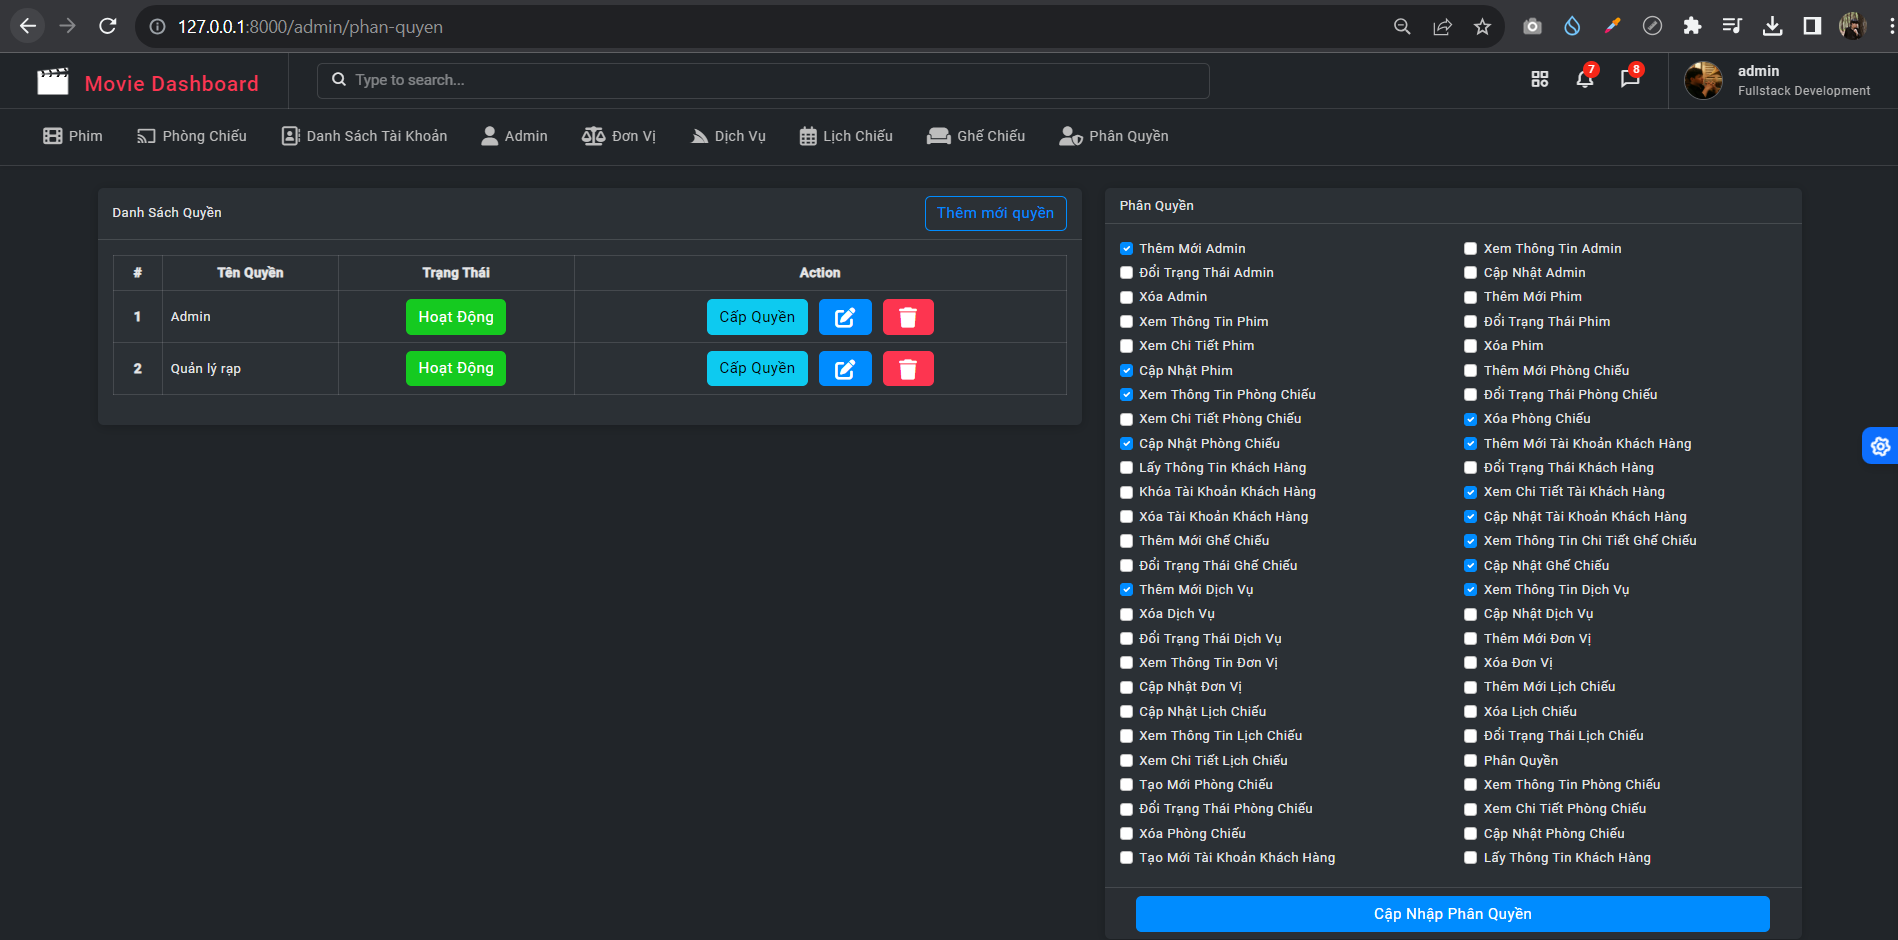 127.0.0.1:8000/admin/phan-quyen
Movie Dashboard
Type to search...
7
8
admin
Fullstack Development
Phim
Phòng Chiếu
Danh Sách Tài Khoản
Admin
Đơn Vị
Dịch Vụ
Lịch Chiếu
Ghế Chiếu
Phân Quyền
Danh Sách Quyền
Thêm mới quyền
# Tên Quyền Trạng Thái Action
1 Admin Hoạt Động Cấp Quyền
2 Quản lý rạp Hoạt Động Cấp Quyền
Phân Quyền
Thêm Mới Admin
Xem Thông Tin Admin
Đổi Trạng Thái Admin
Cập Nhật Admin
Xóa Admin
Thêm Mới Phim
Xem Thông Tin Phim
Đổi Trạng Thái Phim
Xem Chi Tiết Phim
Xóa Phim
Cập Nhật Phim
Thêm Mới Phòng Chiếu
Xem Thông Tin Phòng Chiếu
Đổi Trạng Thái Phòng Chiếu
Xem Chi Tiết Phòng Chiếu
Xóa Phòng Chiếu
Cập Nhật Phòng Chiếu
Thêm Mới Tài Khoản Khách Hàng
Lấy Thông Tin Khách Hàng
Đổi Trạng Thái Khách Hàng
Khóa Tài Khoản Khách Hàng
Xem Chi Tiết Tài Khách Hàng
Xóa Tài Khoản Khách Hàng
Cập Nhật Tài Khoản Khách Hàng
Thêm Mới Ghế Chiếu
Xem Thông Tin Chi Tiết Ghế Chiếu
Đổi Trạng Thái Ghế Chiếu
Cập Nhật Ghế Chiếu
Thêm Mới Dịch Vụ
Xem Thông Tin Dịch Vụ
Xóa Dịch Vụ
Cập Nhật Dịch Vụ
Đổi Trạng Thái Dịch Vụ
Thêm Mới Đơn Vị
Xem Thông Tin Đơn Vị
Xóa Đơn Vị
Cập Nhật Đơn Vị
Thêm Mới Lịch Chiếu
Cập Nhật Lịch Chiếu
Xóa Lịch Chiếu
Xem Thông Tin Lịch Chiếu
Đổi Trạng Thái Lịch Chiếu
Xem Chi Tiết Lịch Chiếu
Phân Quyền
Tạo Mới Phòng Chiếu
Xem Thông Tin Phòng Chiếu
Đổi Trạng Thái Phòng Chiếu
Xem Chi Tiết Phòng Chiếu
Xóa Phòng Chiếu
Cập Nhật Phòng Chiếu
Tạo Mới Tài Khoản Khách Hàng
Lấy Thông Tin Khách Hàng
Cập Nhập Phân Quyền